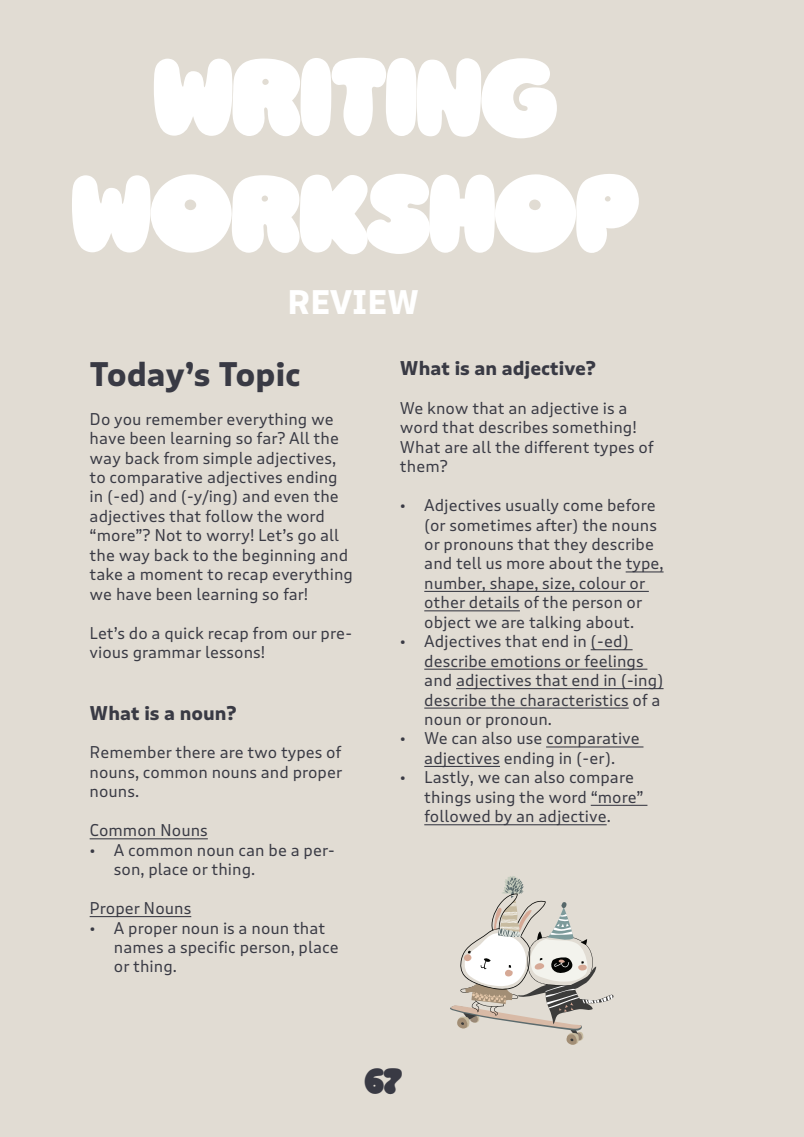 WRITING
WORKSHOP
REVIEW
Today’s Topic
Do you remember everything we
have been learning so far? All the
way back from simple adjectives,
to comparative adjectives ending
in (-ed) and (-y/ing) and even the
adjectives that follow the word
“more”? Not to worry! Let’s go all
the way back to the beginning and
take a moment to recap everything
we have been learning so far!
Let’s do a quick recap from our pre-
vious grammar lessons!
What is a noun?
Remember there are two types of
nouns, common nouns and proper
nouns.
Common Nouns
• A common noun can be a per-
son, place or thing.
Proper Nouns
• A proper noun is a noun that
names a specific person, place
or thing.
What is an adjective?
We know that an adjective is a
word that describes something!
What are all the different types of
them?
• Adjectives usually come before
(or sometimes after) the nouns
or pronouns that they describe
and tell us more about the type,
number, shape, size, colour or
other details of the person or
object we are talking about.
• Adjectives that end in (-ed)
describe emotions or feelings
and adjectives that end in (-ing)
describe the characteristics of a
noun or pronoun.
• We can also use comparative
adjectives ending in (-er).
• Lastly, we can also compare
things using the word “more”
followed by an adjective.
67